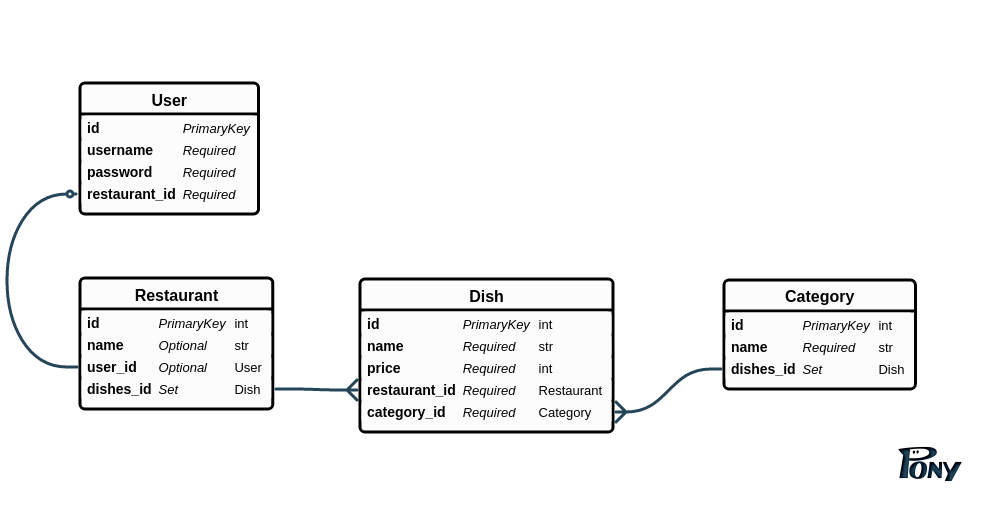 User
id PrimaryKey
username Required
password Required
restaurant_id Required
Restaurant
id PrimaryKey int
name Optional str
user_id Optional User
dishes_id Set Dish
Dish
id PrimaryKey int
name Required str
price Required int
restaurant_id Required Restaurant
category_id Required Category
Category
id PrimaryKey int
name Required str
dishes_id Set Dish
PONY